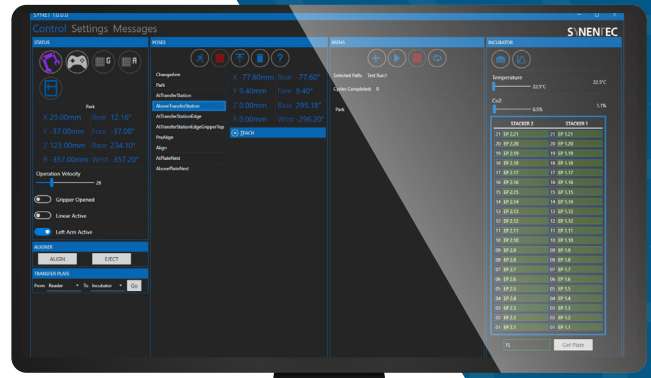 SYNET 1.0.0.0
Control Settings Messages
SYNENTEC
STATUS
G
R
Park
X 29.00mm Rear 12.16°
Y -37.00mm Fore -37.00°
Z 123.00mm Base 234.10°
R -357.00mm Wrist -357.20°
Operation Velocity
26
Gripper Opened
Linear Active
Left Arm Active
ALIGNER
ALIGN EJECT
TRANSFER PLATE
From Reader To Incubator Go
POSES
?
ChangeArm
Park
AtTransferStation
AboveTransferStation
AtTransferStationEdge
AtTransferStationEdgeGripperTop
PreAlign
Align
AtPlateNest
AbovePlateNest
X -77.60mm Rear -77.60°
Y 9.40mm Fore 9.40°
Z 0.00mm Base 295.18°
R 0.00mm Wrist -296.20°
TEACH
PATHS
Selected Path: Test Run1
Cycles Completed: 0
Park
INCUBATOR
Temperature
22.5°C 22.5°C
Co2
0.5% 1.1%
STACKER 2 STACKER 1
21 EP 2.21 21 EP 1.21
20 EP 2.20 20 EP 1.20
19 EP 2.19 19 EP 1.19
18 EP 2.18 18 EP 1.18
17 EP 2.17 17 EP 1.17
16 EP 2.16 16 EP 1.16
15 EP 2.15 15 EP 1.15
14 EP 2.14 14 EP 1.14
13 EP 2.13 13 EP 1.13
12 EP 2.12 12 EP 1.12
11 EP 2.11 11 EP 1.11
10 EP 2.10 10 EP 1.10
09 EP 2.9 09 EP 1.9
08 EP 2.8 08 EP 1.8
07 EP 2.7 07 EP 1.7
06 EP 2.6 06 EP 1.6
05 EP 2.5 05 EP 1.5
04 EP 2.4 04 EP 1.4
03 EP 2.3 03 EP 1.3
02 EP 2.2 02 EP 1.2
01 EP 2.1 01 EP 1.1
Get Plate